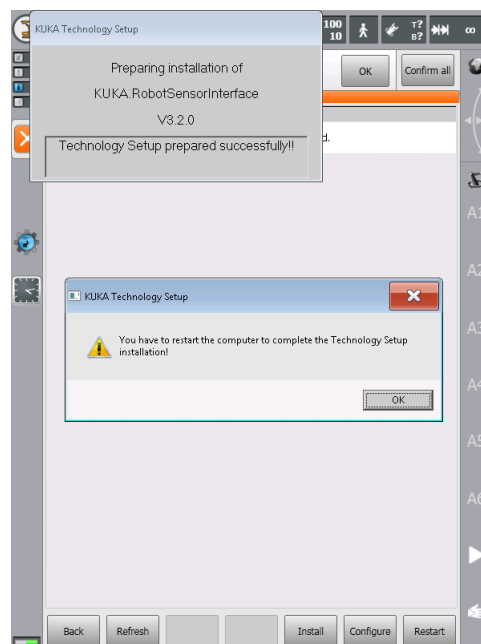 KUKA Technology Setup
Preparing installation of
KUKA.RobotSensorInterface
V3.2.0
Technology Setup prepared successfully!!
100
10
T?
B?
∞
OK
Confirm all
d.
KUKA Technology Setup
You have to restart the computer to complete the Technology Setup
installation!
OK
A1
A2
A3
A4
A5
A6
Back
Refresh
Install
Configure
Restart